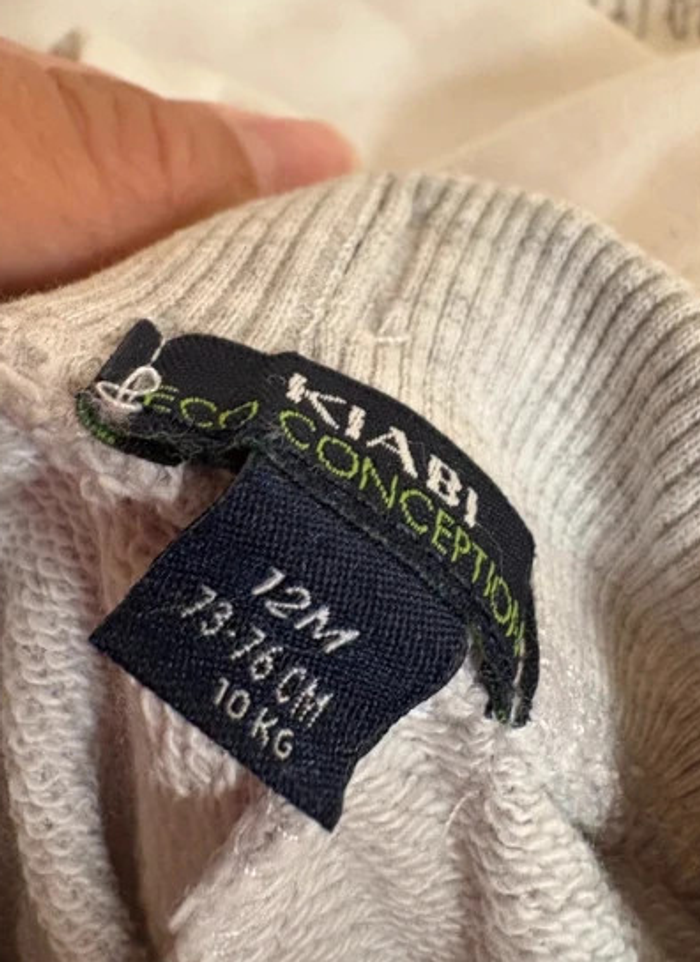 KIABI
ECO CONCEPTION
12M
73-76 CM
10 KG